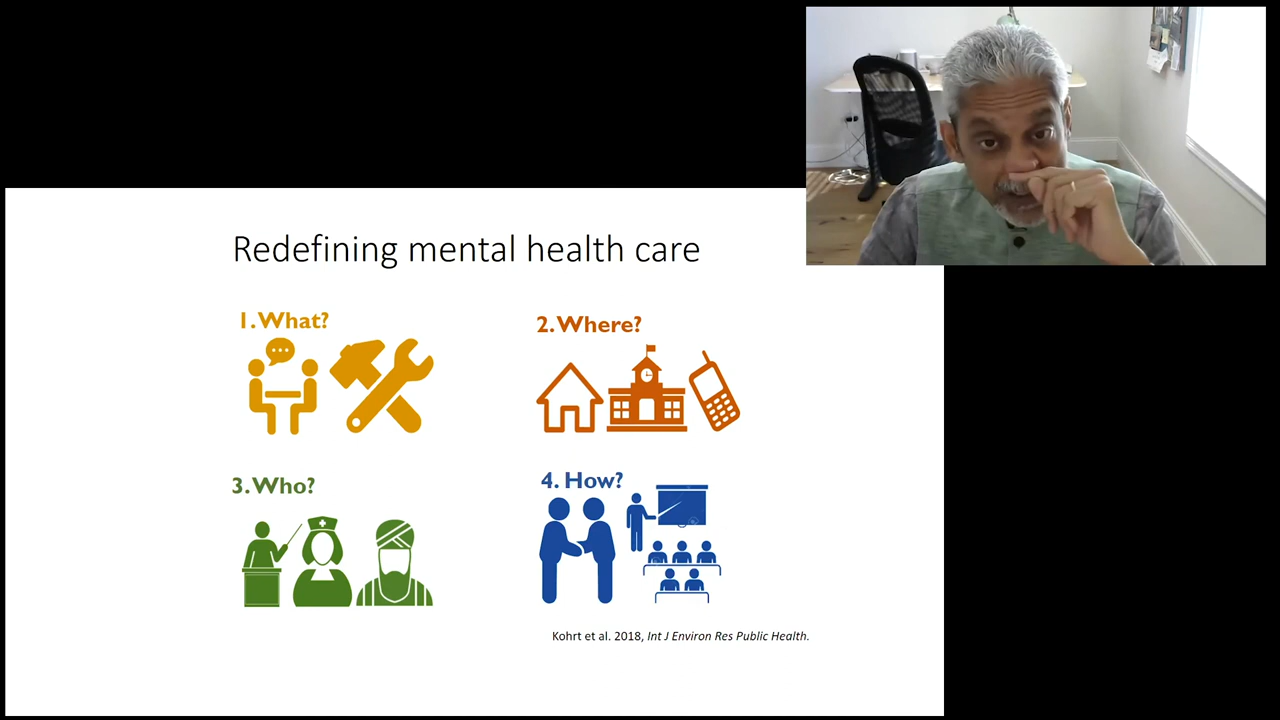 Redefining mental health care
1. What?
2. Where?
3. Who?
4. How?
Kohrt et al. 2018, Int J Environ Res Public Health.